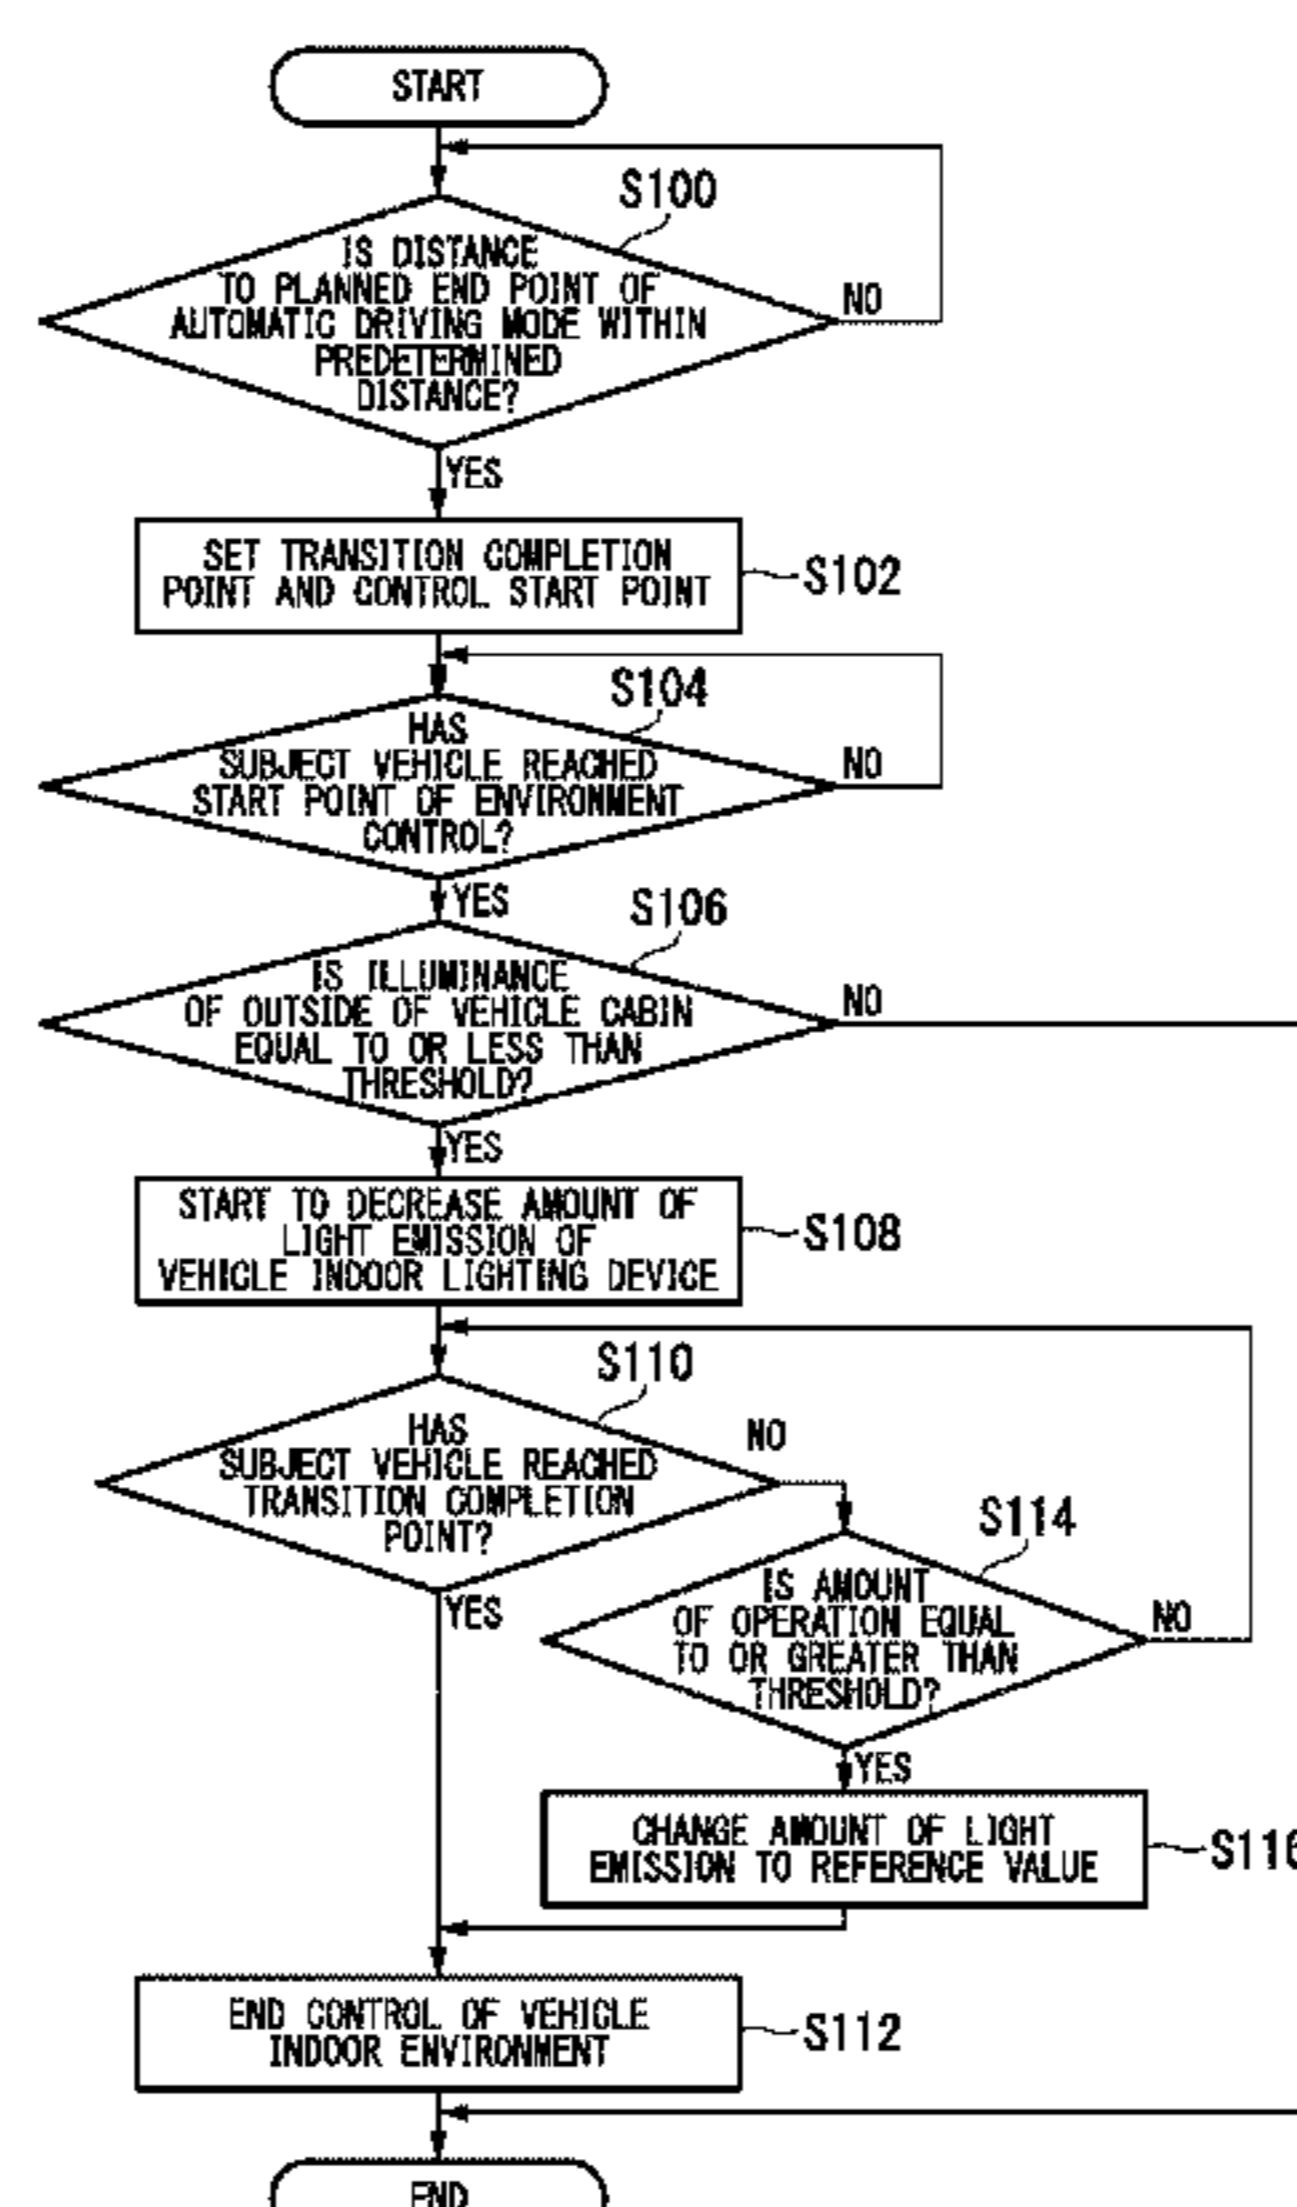 START
S100
IS DISTANCE
TO PLANNED END POINT OF
AUTOMATIC DRIVING MODE WITHIN
PREDETERMINED
DISTANCE?
NO
YES
SET TRANSITION COMPLETION
POINT AND CONTROL START POINT
S102
S104
HAS
SUBJECT VEHICLE REACHED
START POINT OF ENVIRONMENT
CONTROL?
NO
YES
S106
IS ILLUMINANCE
OF OUTSIDE OF VEHICLE CABIN
EQUAL TO OR LESS THAN
THRESHOLD?
NO
YES
START TO DECREASE AMOUNT OF
LIGHT EMISSION OF
VEHICLE INDOOR LIGHTING DEVICE
S108
S110
HAS
SUBJECT VEHICLE REACHED
TRANSITION COMPLETION
POINT?
NO
YES
S114
IS AMOUNT
OF OPERATION EQUAL
TO OR GREATER THAN
THRESHOLD?
NO
YES
CHANGE AMOUNT OF LIGHT
EMISSION TO REFERENCE VALUE
S116
END CONTROL OF VEHICLE
INDOOR ENVIRONMENT
S112
END